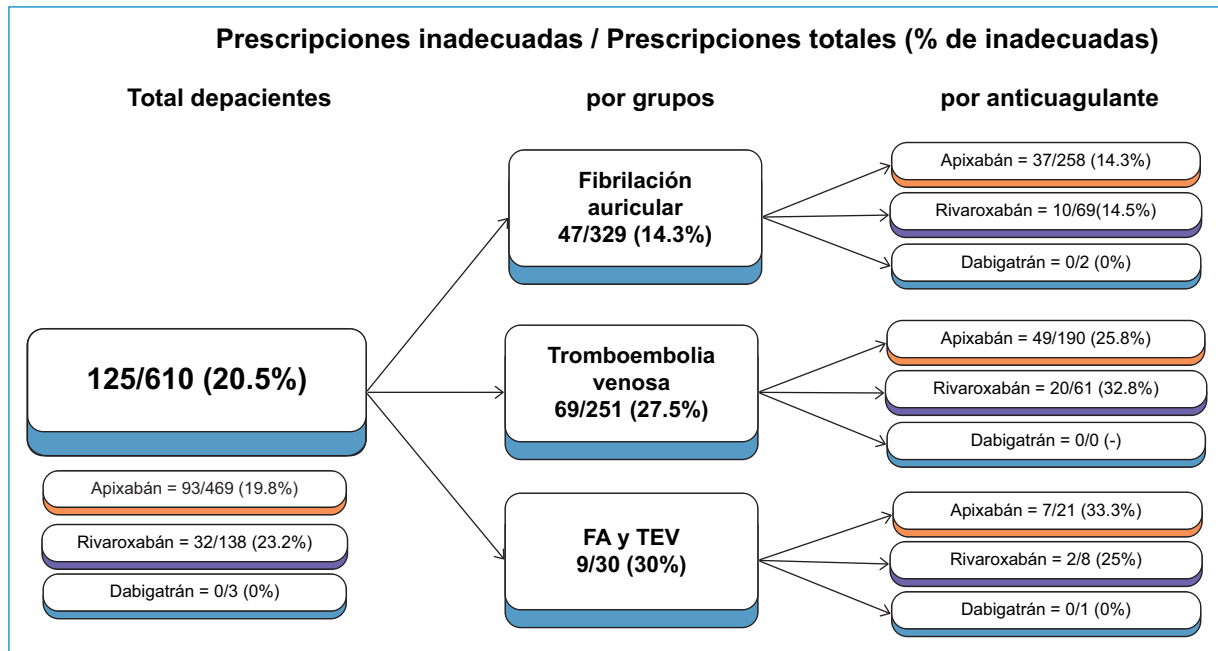 Prescripciones inadecuadas / Prescripciones totales (% de inadecuadas)
Total depacientes
por grupos
por anticuagulante
125/610 (20.5%)
Apixabán = 93/469 (19.8%)
Rivaroxabán = 32/138 (23.2%)
Dabigatrán = 0/3 (0%)
Fibrilación
auricular
47/329 (14.3%)
Apixabán = 37/258 (14.3%)
Rivaroxabán = 10/69(14.5%)
Dabigatrán = 0/2 (0%)
Tromboembolia
venosa
69/251 (27.5%)
Apixabán = 49/190 (25.8%)
Rivaroxabán = 20/61 (32.8%)
Dabigatrán = 0/0 (-)
FA y TEV
9/30 (30%)
Apixabán = 7/21 (33.3%)
Rivaroxabán = 2/8 (25%)
Dabigatrán = 0/1 (0%)